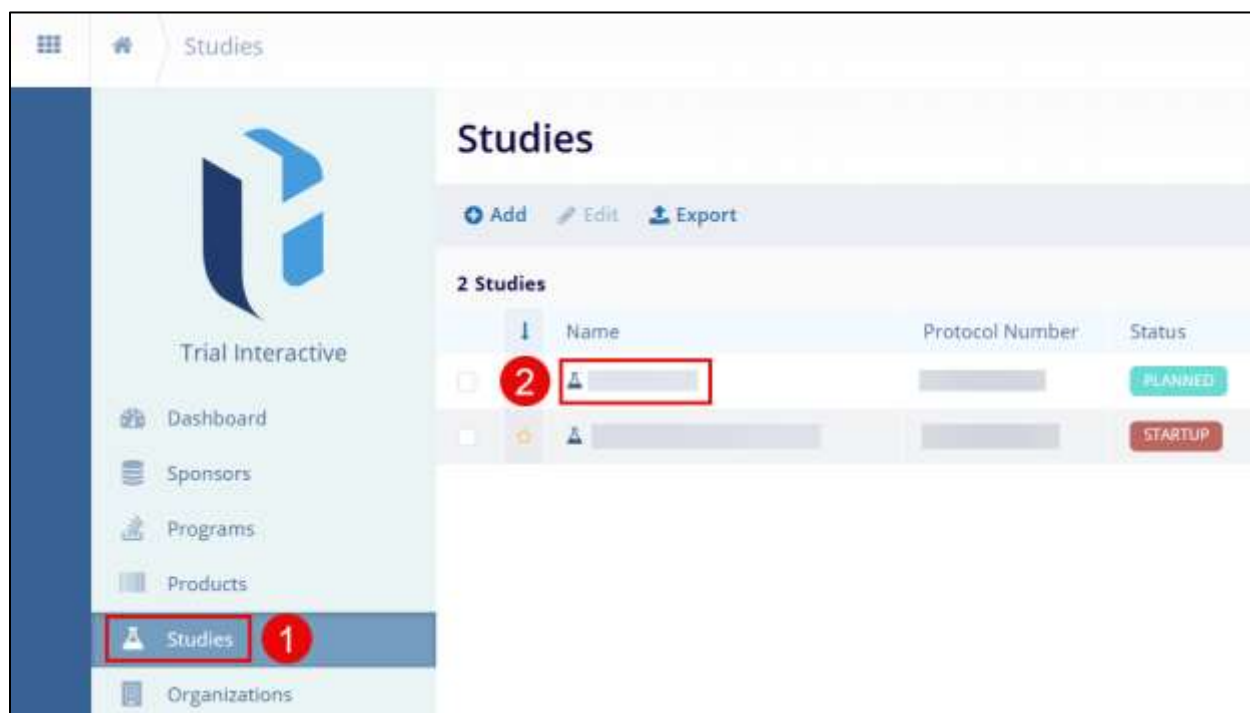 Studies
Studies
Add Edit Export
2 Studies
Name Protocol Number Status
Trial Interactive
2 PLANNED
Dashboard
STARTUP
Sponsors
Programs
Products
Studies 1
Organizations